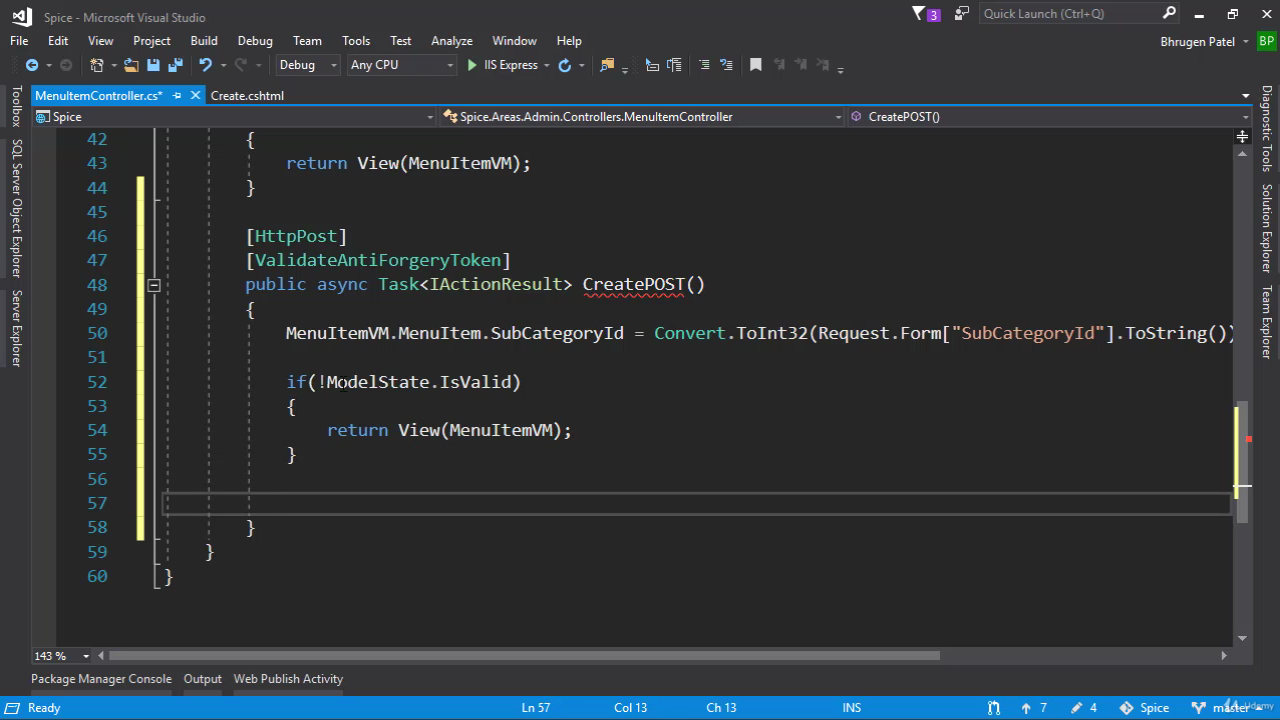 Spice - Microsoft Visual Studio
3
Quick Launch (Ctrl+Q)
File Edit View Project Build Debug Team Tools Test Analyze Window Help
Bhrugen Patel BP
Debug Any CPU IIS Express
MenuItemController.cs* Create.cshtml
Spice Spice.Areas.Admin.Controllers.MenuItemController CreatePOST()
Toolbox
SQL Server Object Explorer
Server Explorer
Diagnostic Tools
Solution Explorer
Team Explorer
42 {
43 return View(MenuItemVM);
44 }
45
46 [HttpPost]
47 [ValidateAntiForgeryToken]
48 public async Task<IActionResult> CreatePOST()
49 {
50 MenuItemVM.MenuItem.SubCategoryId = Convert.ToInt32(Request.Form["SubCategoryId"].ToString())
51
52 if(!ModelState.IsValid)
53 {
54 return View(MenuItemVM);
55 }
56
57
58 }
59 }
60 }
143 %
Package Manager Console Output Web Publish Activity
Ready Ln 57 Col 13 Ch 13 INS 7 4 Spice master
Udemy